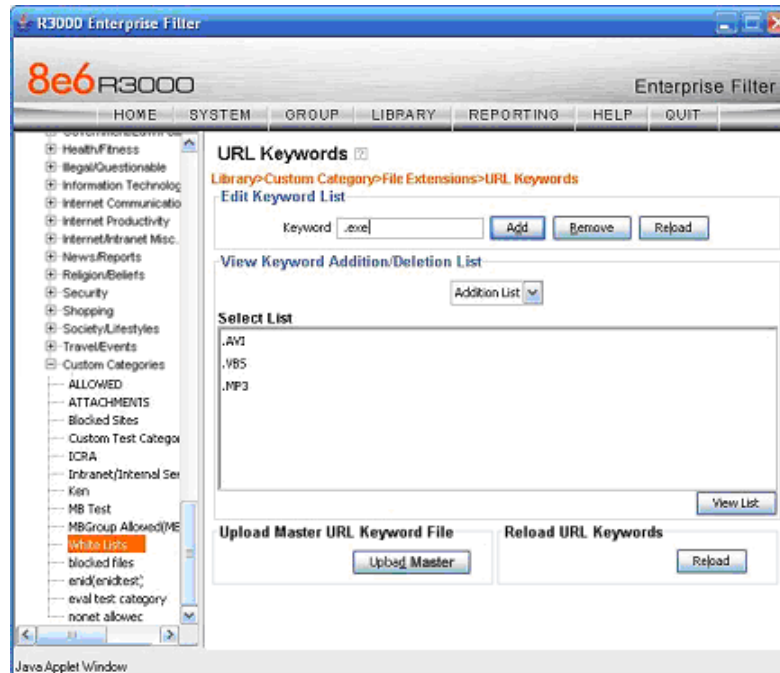 R3000 Enterprise Filter
8e6 R3000
Enterprise Filter
HOME SYSTEM GROUP LIBRARY REPORTING HELP QUIT
Health/Fitness
Illegal/Questionable
Information Technolog
Internet Communicatio
Internet Productivity
Internet/Intranet Misc.
News/Reports
Religion/Beliefs
Security
Shopping
Society/Lifestyles
Travel/Events
Custom Categories
ALLOWED
ATTACHMENTS
Blocked Sites
Custom Test Categor
ICRA
Intranet/Internal Ser
Ken
MB Test
MBGroup Allowed(ME
White Lists
blocked files
enid(enidtest)
eval test category
nonet allowec
URL Keywords
Library>Custom Category>File Extensions>URL Keywords
Edit Keyword List
Keyword .exe Add Remove Reload
View Keyword Addition/Deletion List
Addition List
Select List
.AVI
.VBS
.MP3
View List
Upload Master URL Keyword File
Upload Master
Reload URL Keywords
Reload
Java Applet Window